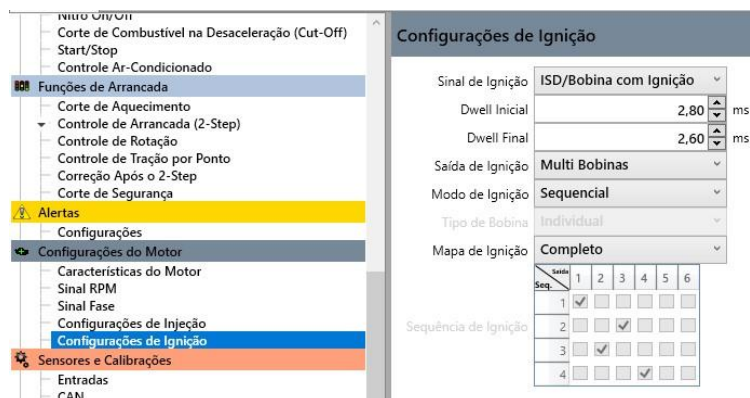 Nitro On/Off
Corte de Combustível na Desaceleração (Cut-Off)
Start/Stop
Controle Ar-Condicionado
Funções de Arrancada
Corte de Aquecimento
Controle de Arrancada (2-Step)
Controle de Rotação
Controle de Tração por Ponto
Correção Após o 2-Step
Corte de Segurança
Alertas
Configurações
Configurações do Motor
Características do Motor
Sinal RPM
Sinal Fase
Configurações de Injeção
Configurações de Ignição
Sensores e Calibrações
Entradas
CAN
Configurações de Ignição
Sinal de Ignição ISD/Bobina com Ignição
Dwell Inicial 2,80 ms
Dwell Final 2,60 ms
Saída de Ignição Multi Bobinas
Modo de Ignição Sequencial
Tipo de Bobina Individual
Mapa de Ignição Completo
Sequência de Ignição
Saída
Seq. 1 2 3 4 5 6
1
2
3
4